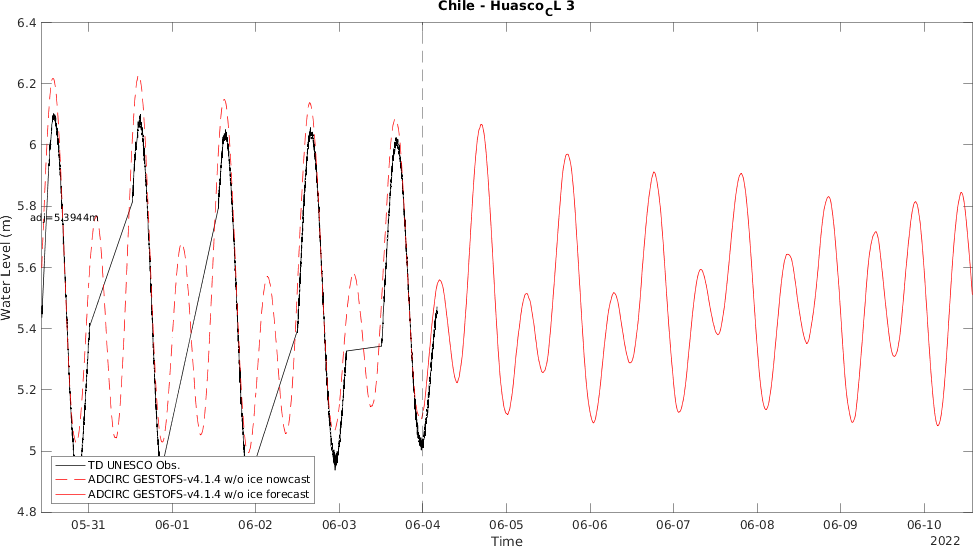 Chile - Huasco_CL 3
6.4
6.2
6
5.8
5.6
5.4
5.2
5
4.8
Water Level (m)
adj=5.3944m
TD UNESCO Obs.
ADCIRC GESTOFS-v4.1.4 w/o ice nowcast
ADCIRC GESTOFS-v4.1.4 w/o ice forecast
05-31 06-01 06-02 06-03 06-04 06-05 06-06 06-07 06-08 06-09 06-10
Time
2022